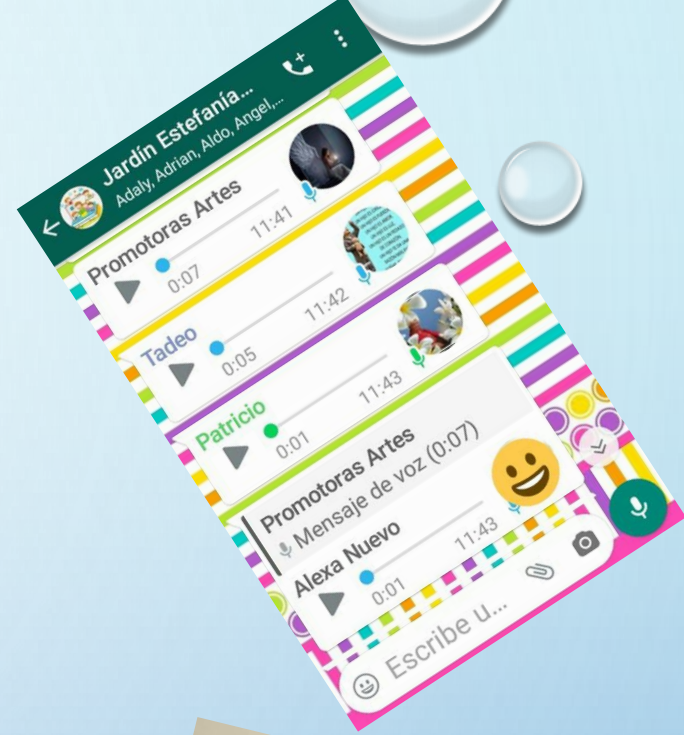 Jardín Estefanía...
Adaly, Adrian, Aldo, Angel,...
Promotoras Artes
0:07
11:41
Tadeo
0:05
11:42
Patricio
0:01
11:43
Promotoras Artes
Mensaje de voz (0:07)
Alexa Nuevo
0:01
11:43
Escribe u...